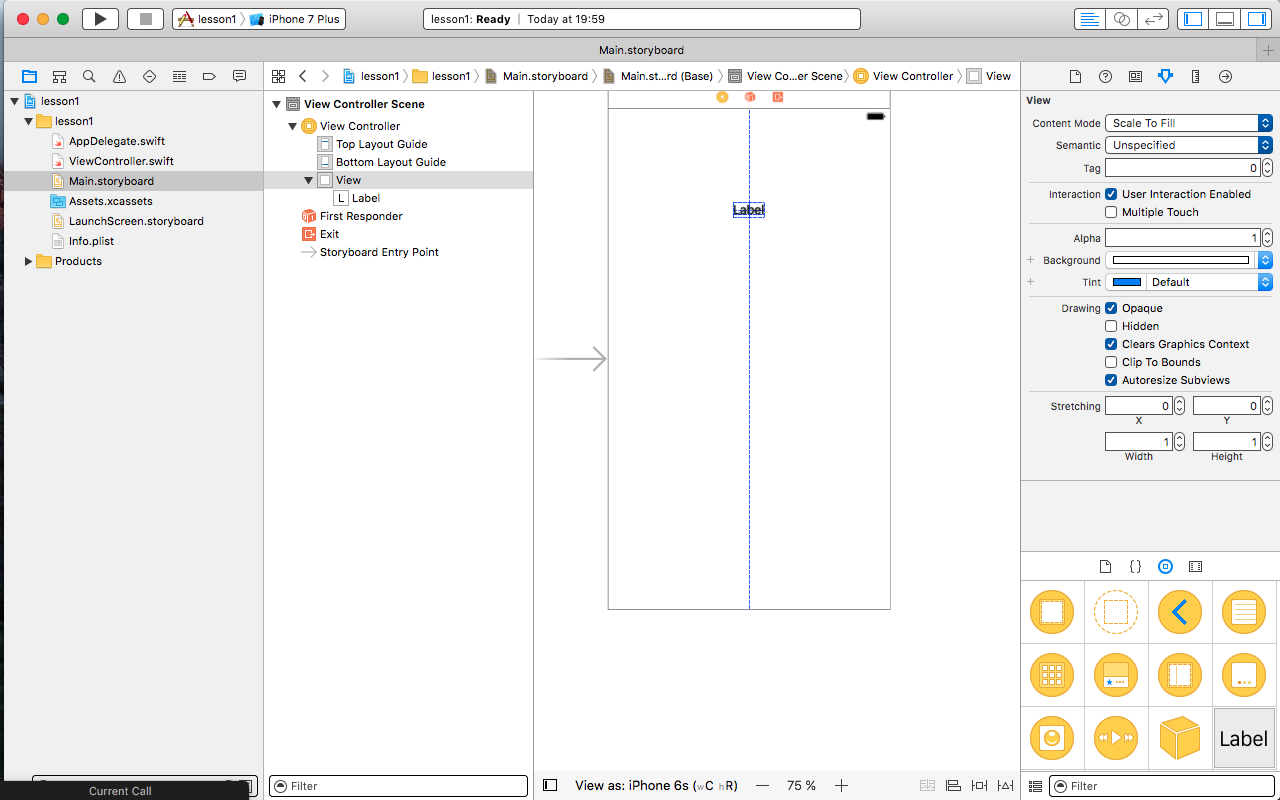 lesson1 iPhone 7 Plus lesson1: Ready | Today at 19:59
Main.storyboard
lesson1 lesson1 Main.storyboard Main.st...rd (Base) View Co...er Scene View Controller View
lesson1
lesson1
AppDelegate.swift
ViewController.swift
Main.storyboard
Assets.xcassets
LaunchScreen.storyboard
Info.plist
Products
View Controller Scene
View Controller
Top Layout Guide
Bottom Layout Guide
View
L Label
First Responder
Exit
Storyboard Entry Point
Label
View
Content Mode Scale To Fill
Semantic Unspecified
Tag 0
Interaction User Interaction Enabled
Multiple Touch
Alpha 1
Background
Tint Default
Drawing Opaque
Hidden
Clears Graphics Context
Clip To Bounds
Autoresize Subviews
Stretching 0 0
X Y
1 1
Width Height
Label
Current Call
Filter
View as: iPhone 6s (wC hR) — 75 % +
Filter